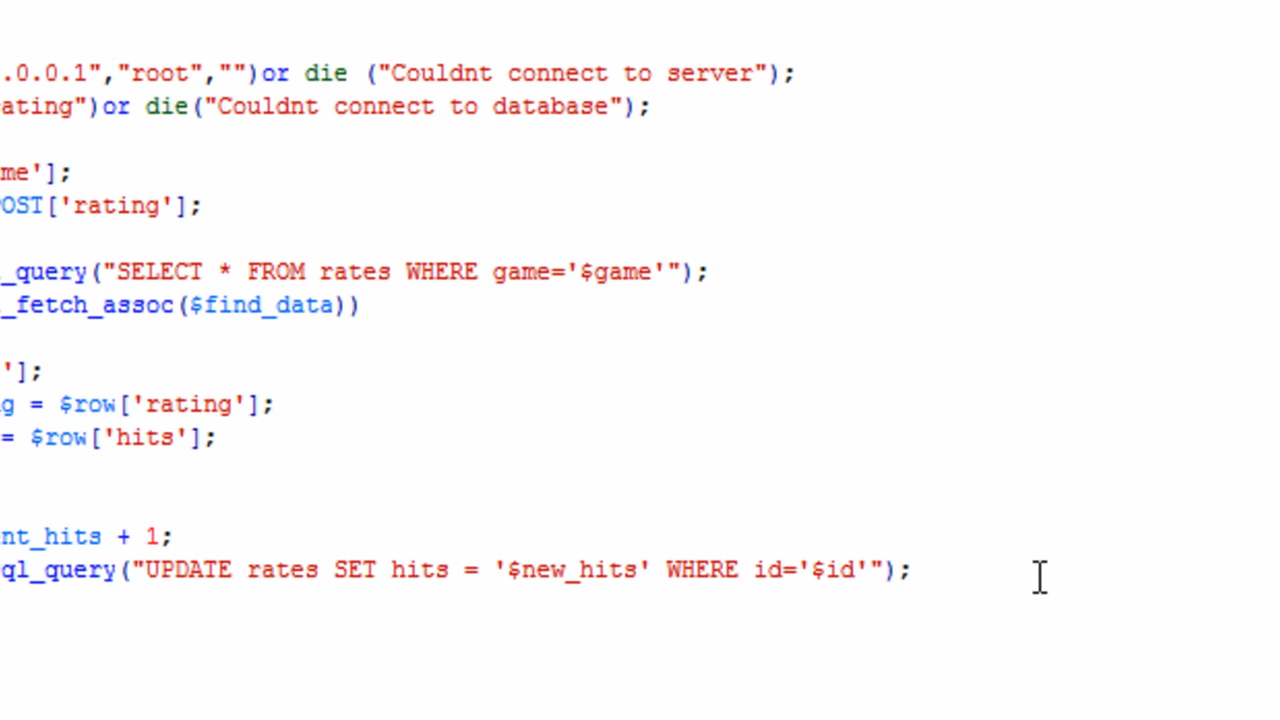 .0.0.1","root","")or die ("Couldnt connect to server");
ating")or die("Couldnt connect to database");
me'];
POST['rating'];
_query("SELECT * FROM rates WHERE game='$game'");
_fetch_assoc($find_data))
'];
g = $row['rating'];
= $row['hits'];
nt_hits + 1;
ql_query("UPDATE rates SET hits = '$new_hits' WHERE id='$id'");